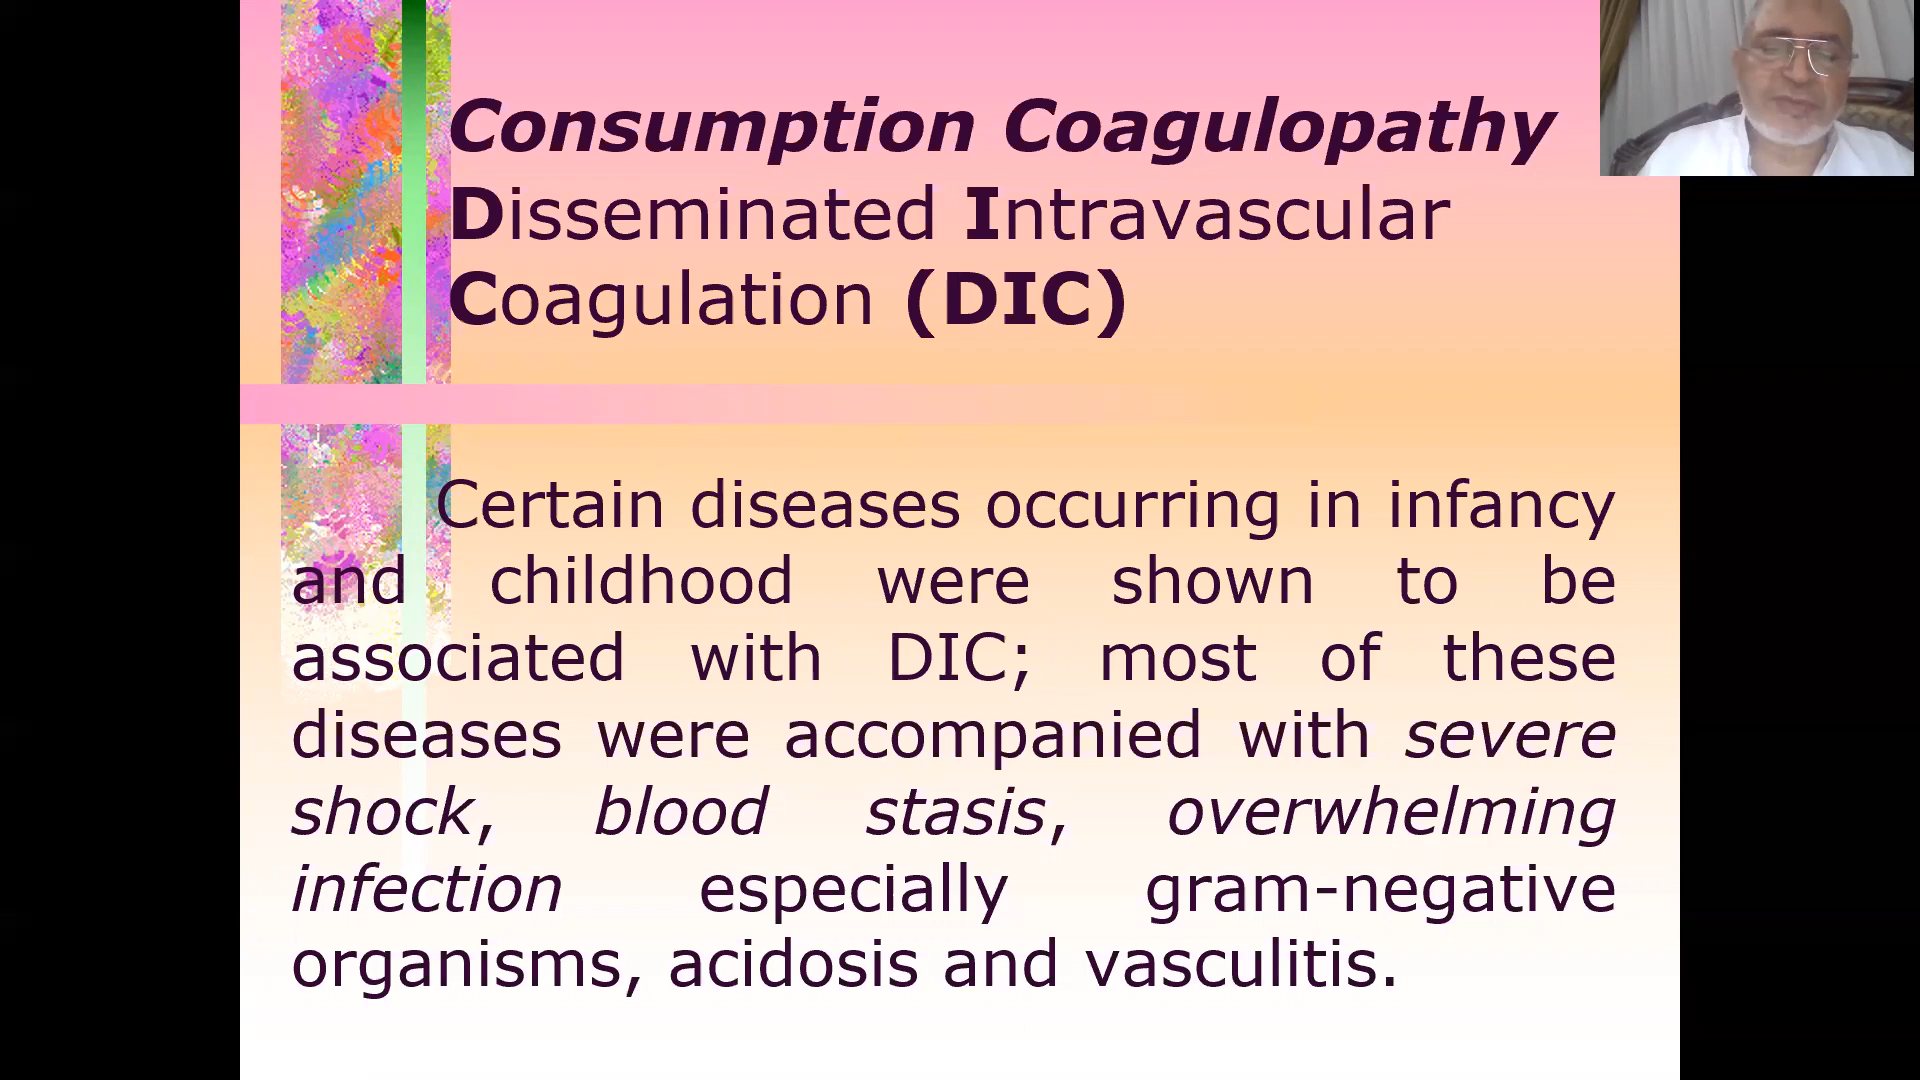 Consumption Coagulopathy
Disseminated Intravascular
Coagulation (DIC)
Certain diseases occurring in infancy
and childhood were shown to be
associated with DIC; most of these
diseases were accompanied with severe
shock, blood stasis, overwhelming
infection especially gram-negative
organisms, acidosis and vasculitis.